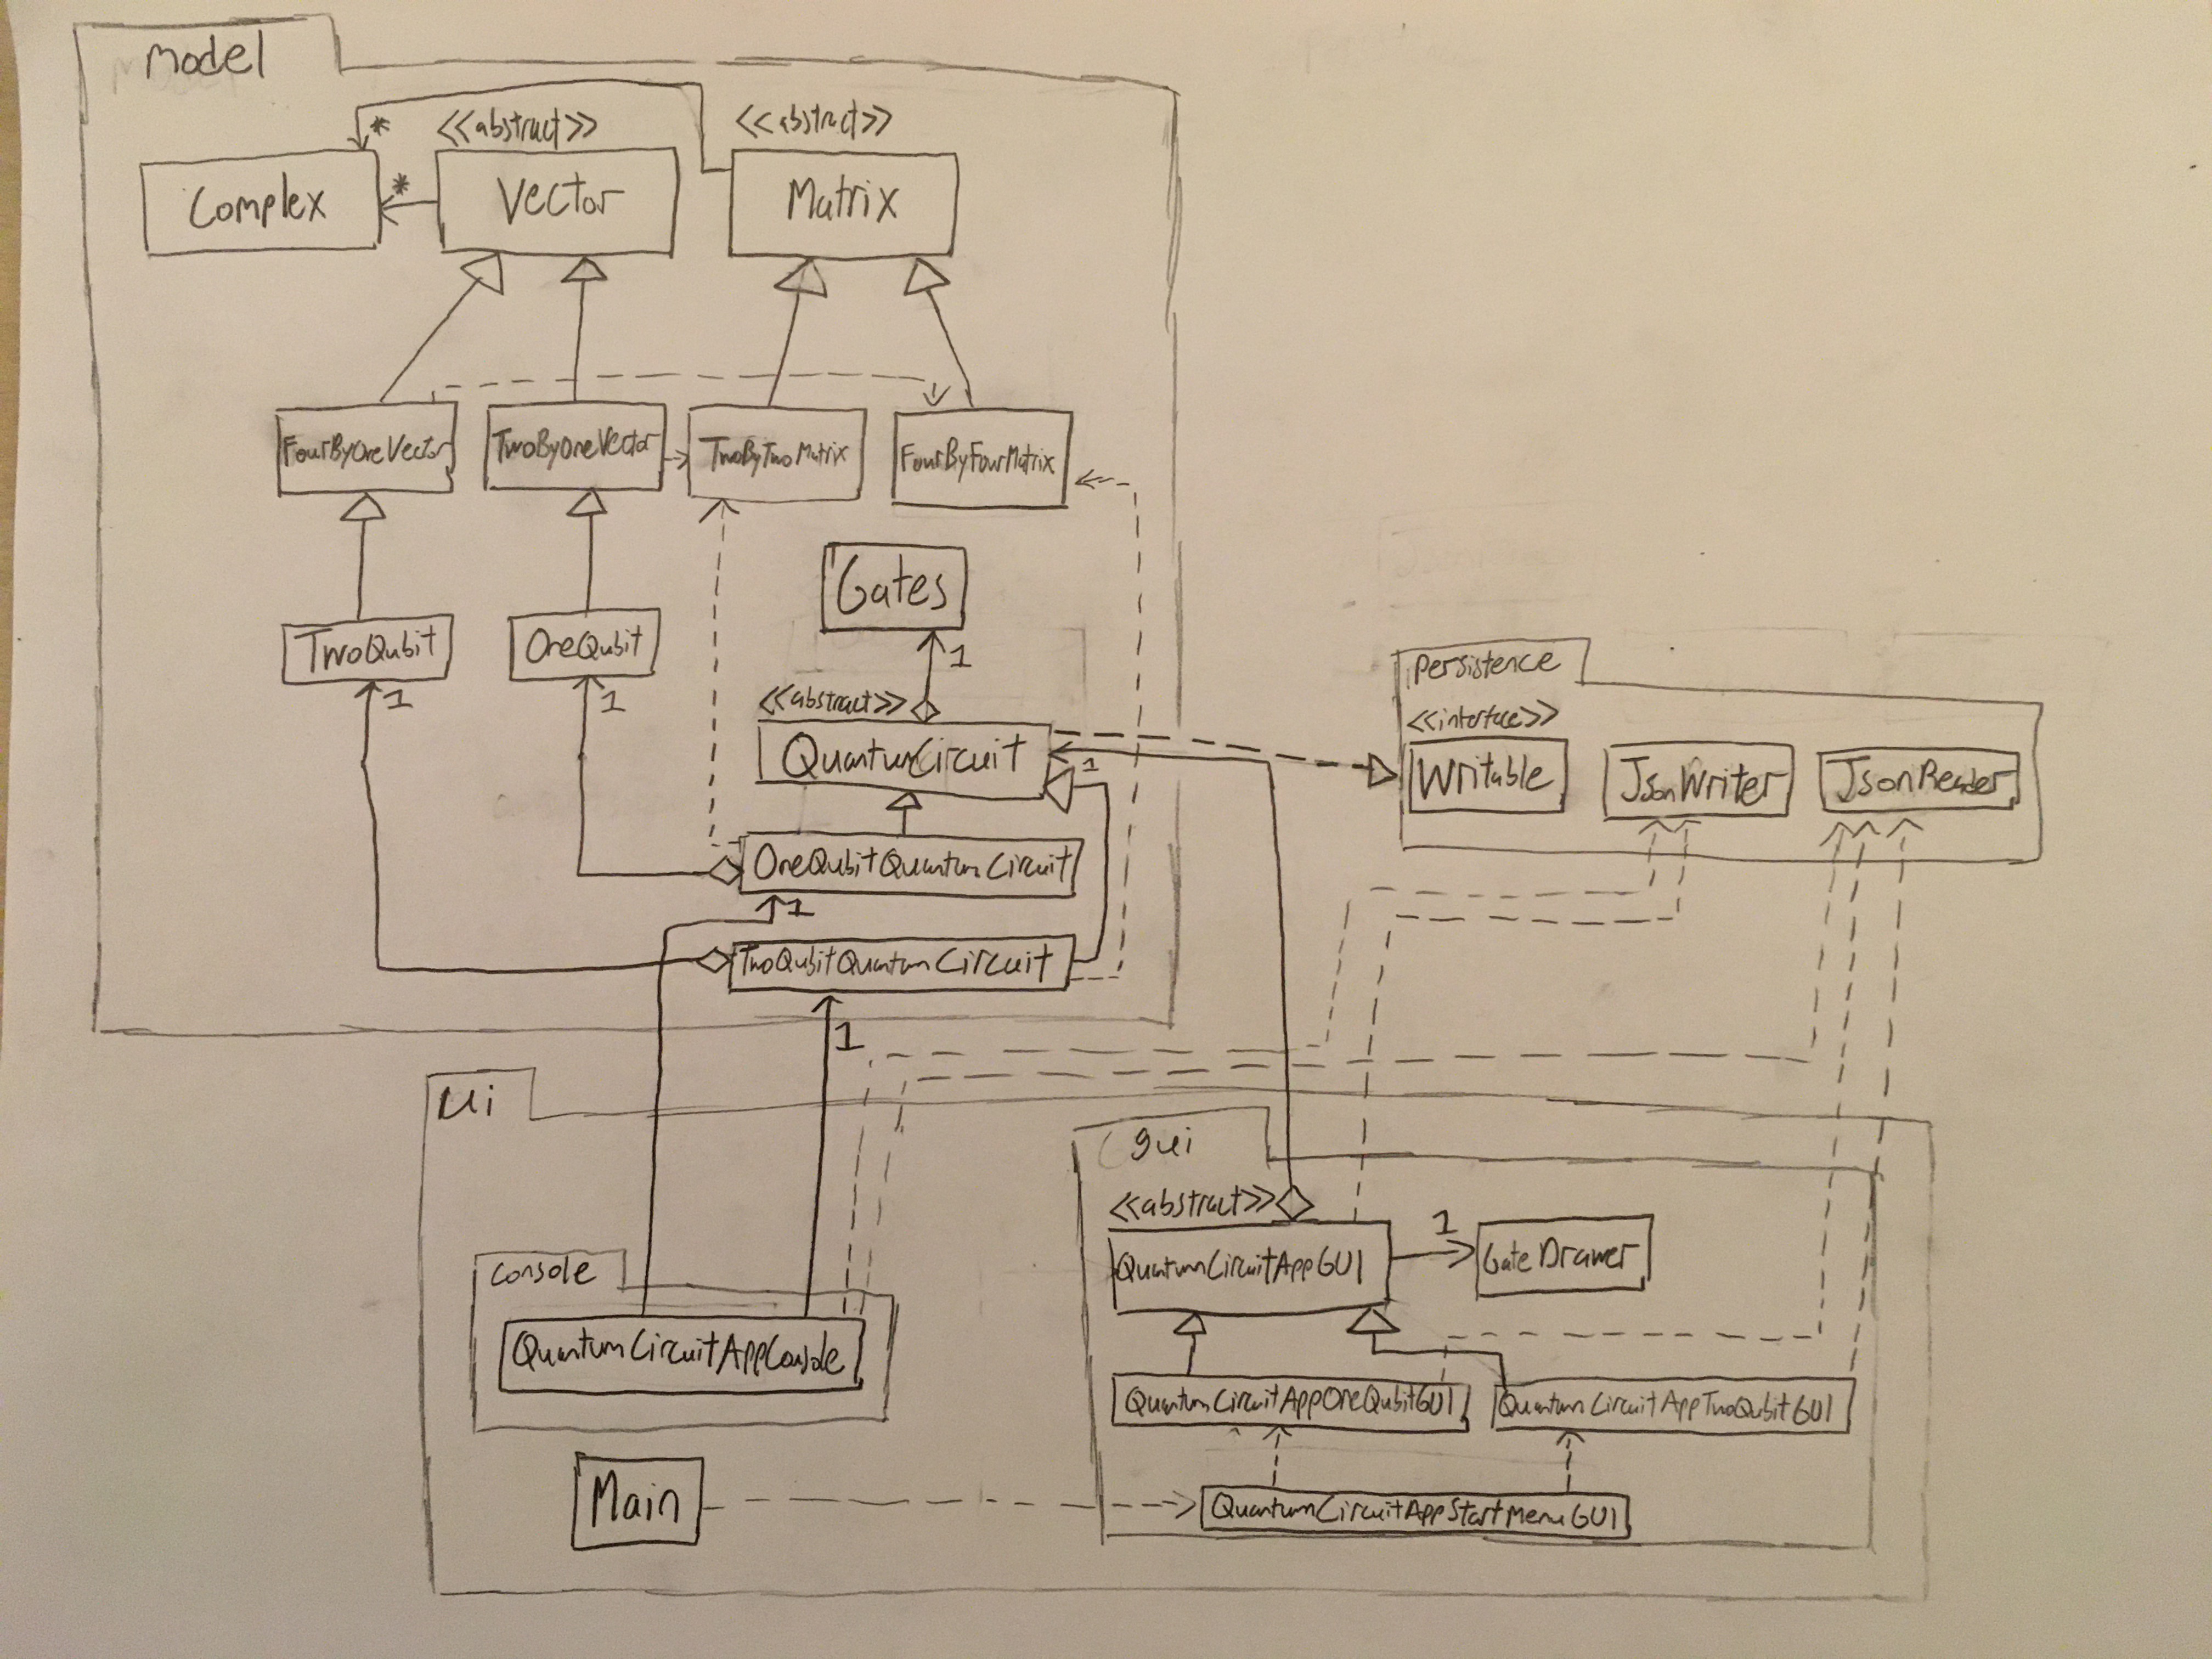 Model
*
<<abstract>>
<<abstract>>
Complex
*
Vector
Matrix
FourByOneVector
TwoByOneVector
TwoByTwoMatrix
FourByFourMatrix
Gates
1
TwoQubit
OneQubit
1
1
<<abstract>>
QuantumCircuit
1
OneQubitQuantumCircuit
1
TwoQubitQuantumCircuit
1
Persistence
<<interface>>
Writable
JsonWriter
JsonReader
Ui
gui
<<abstract>>
QuantumCircuitAppGUI
1
GateDrawer
console
QuantumCircuitAppConsole
QuantumCircuitAppOneQubitGUI
QuantumCircuitAppTwoQubitGUI
Main
QuantumCircuitAppStartMenuGUI